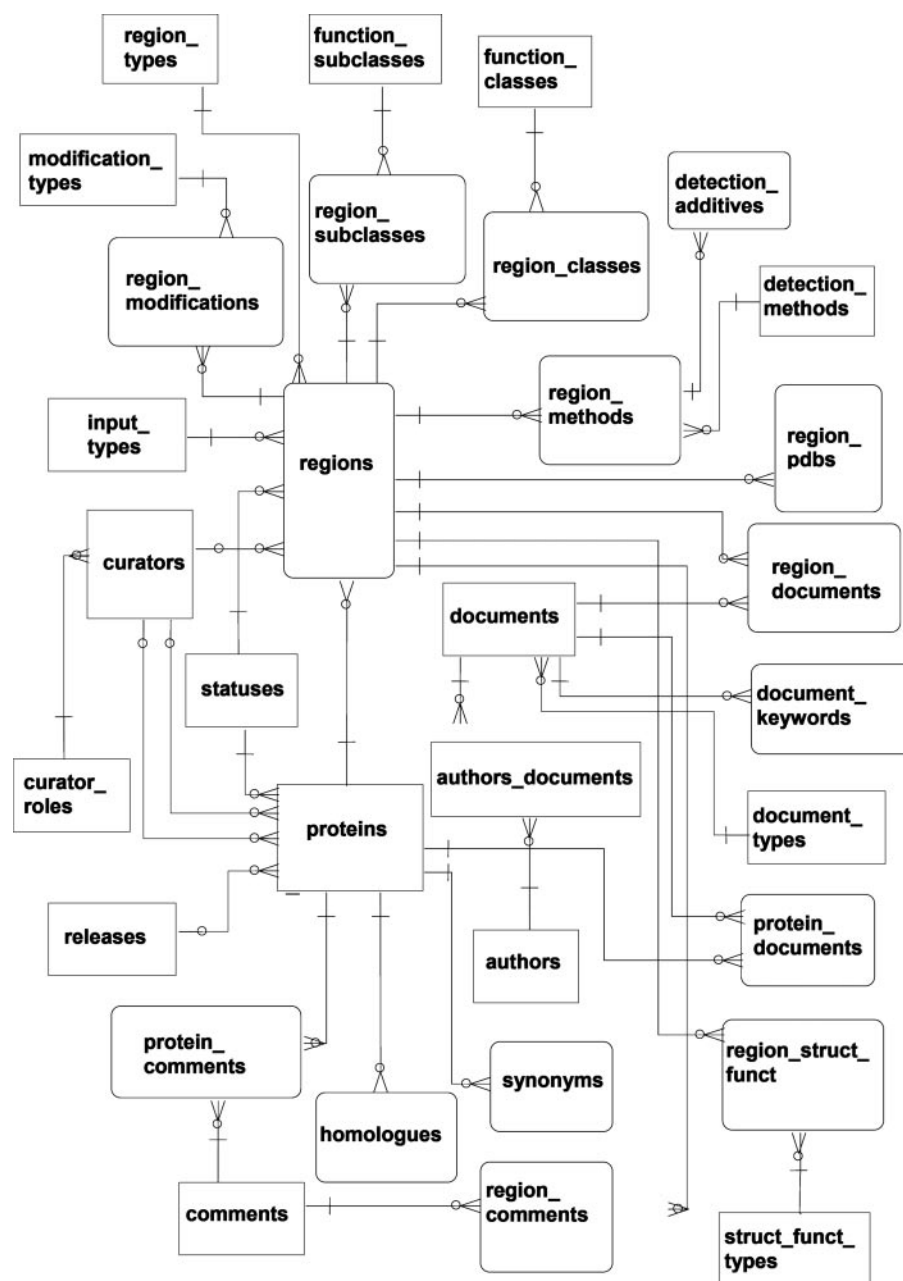 region_
types
function_
subclasses
function_
classes
modification_
types
region_
subclasses
detection_
additives
region_
modifications
region_classes
detection_
methods
input_
types
regions
region_
methods
region_
pdbs
curators
documents
region_
documents
statuses
document_
keywords
curator_
roles
proteins
authors_documents
document_
types
releases
authors
protein_
documents
protein_
comments
homologues
synonyms
region_struct_
funct
comments
region_
comments
struct_funct_
types